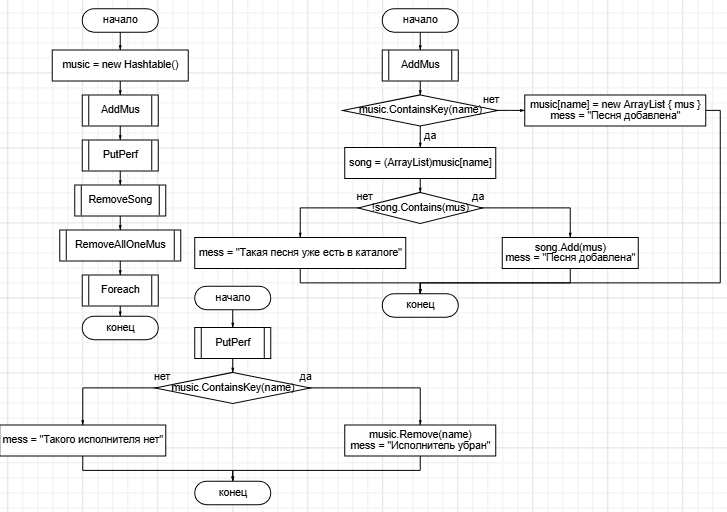 начало
music = new Hashtable()
AddMus
PutPerf
RemoveSong
RemoveAllOneMus
Foreach
конец
начало
AddMus
music.ContainsKey(name)
нет
music[name] = new ArrayList { mus }
mess = "Песня добавлена"
да
song = (ArrayList)music[name]
нет
!song.Contains(mus)
да
mess = "Такая песня уже есть в каталоге"
song.Add(mus)
mess = "Песня добавлена"
конец
начало
PutPerf
нет
music.ContainsKey(name)
да
mess = "Такого исполнителя нет"
music.Remove(name)
mess = "Исполнитель убран"
конец